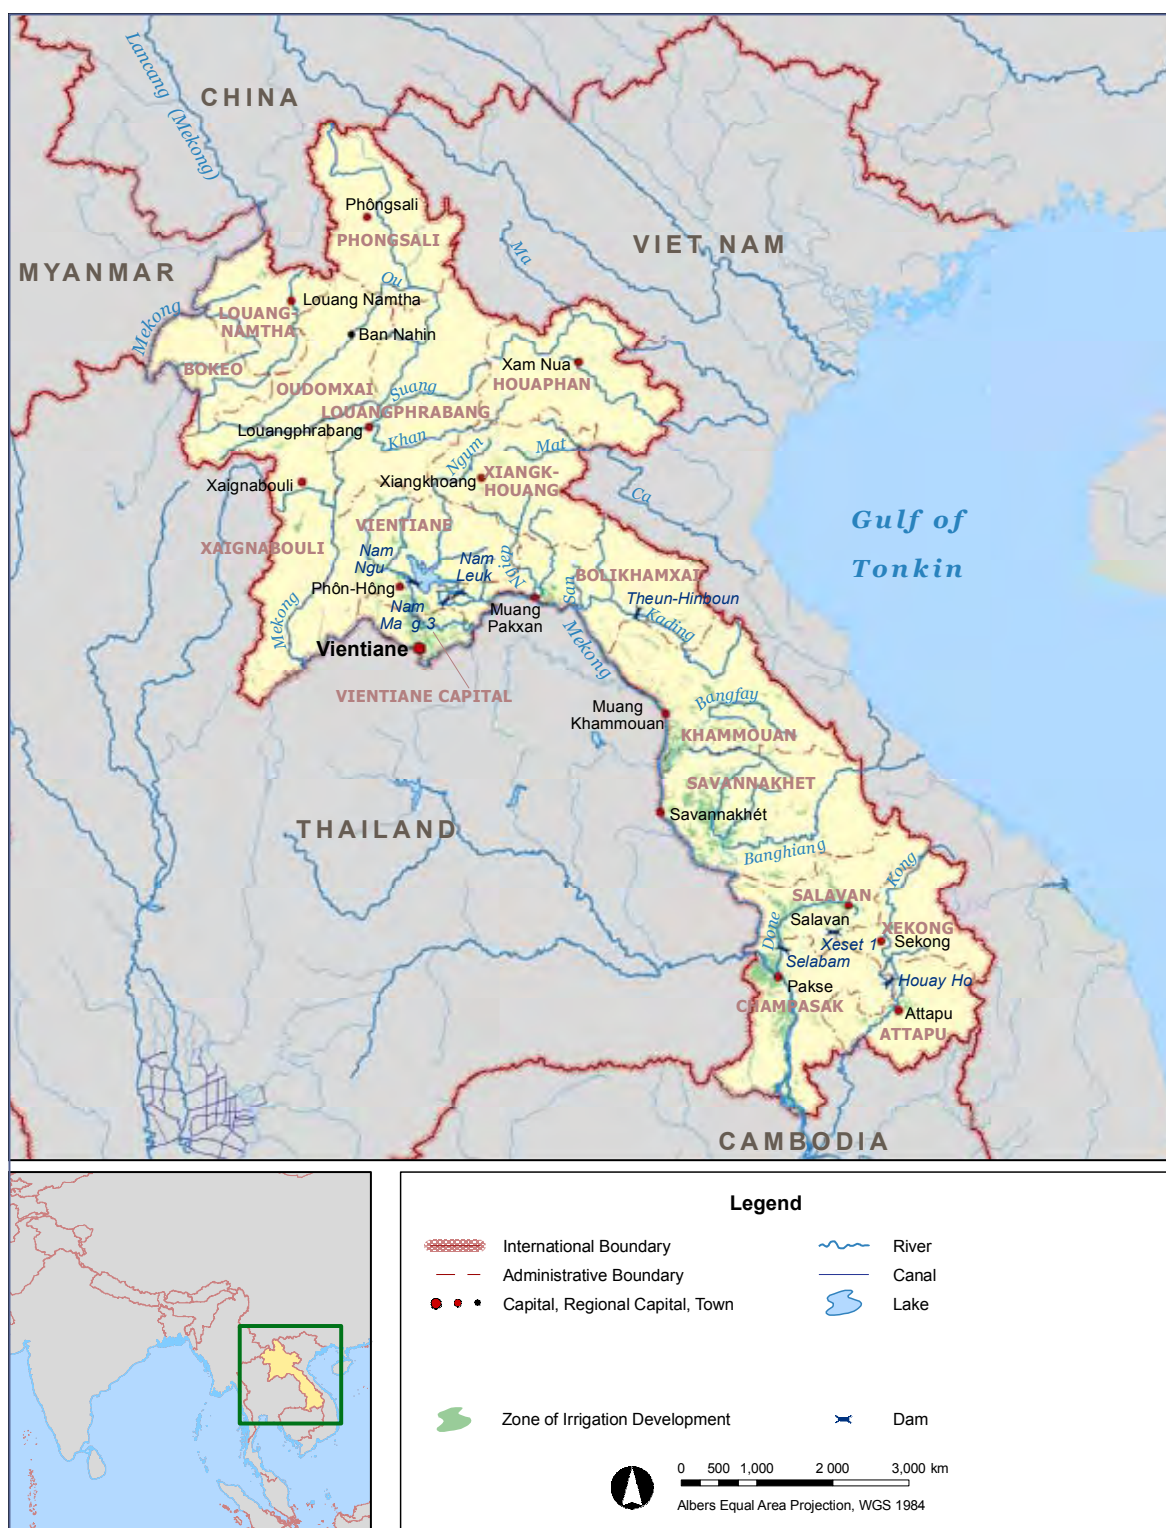 Lancang (Mekong)
CHINA
Phôngsali
PHONGSALI
VIET NAM
Ma
MYANMAR
Ou
Mekong
Louang Namtha
LOUANG-
NAMTHA
Ban Nahin
BOKEO
Xam Nua
HOUAPHAN
OUDOMXAI
Suang
LOUANGPHRABANG
Louangphrabang
Khan
Ngum
Mat
XIANGK-
HOUANG
Xiangkhoang
Xaignabouli
Ca
Gulf of
Tonkin
VIENTIANE
XAIGNABOULI
Nam
Ngu
Nam
Leuk
Ngiep
San
BOLIKHAMXAI
Phôn-Hông
Theun-Hinboun
Nam
Ma g 3
Muang
Pakxan
Kading
Mekong
Mekong
Vientiane
VIENTIANE CAPITAL
Bangfay
Muang
Khammouan
KHAMMOUAN
SAVANNAKHET
Savannakhét
THAILAND
Banghiang
Kong
SALAVAN
Salavan
Done
XEKONG
Xeset 1
Sekong
Selabam
Pakse
Houay Ho
CHAMPASAK
Attapu
ATTAPU
CAMBODIA
Legend
International Boundary
River
Administrative Boundary
Canal
Capital, Regional Capital, Town
Lake
Zone of Irrigation Development
Dam
0 500 1,000 2 000 3,000 km
Albers Equal Area Projection, WGS 1984